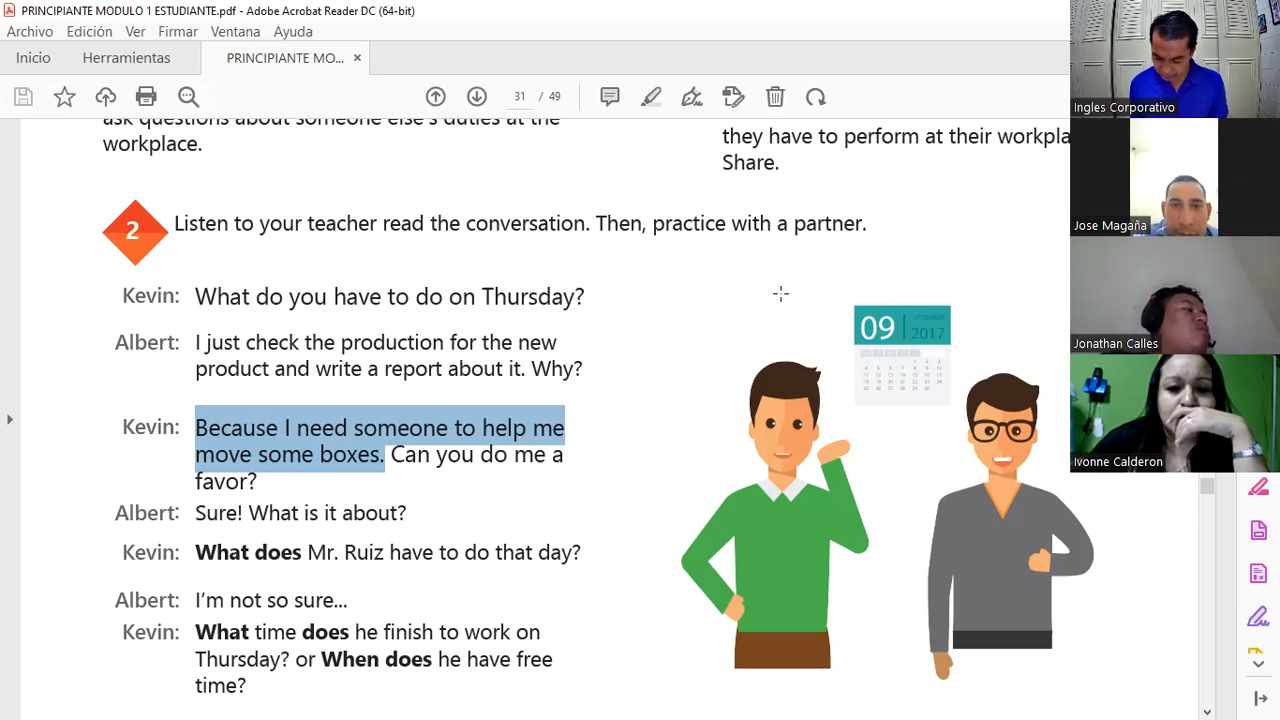 PRINCIPIANTE MODULO 1 ESTUDIANTE.pdf - Adobe Acrobat Reader DC (64-bit)
Archivo Edición Ver Firmar Ventana Ayuda
Inicio Herramientas PRINCIPIANTE MO... ×
31 / 49
ask questions about someone else's duties at the
workplace.
they have to perform at their workpla
Share.
2 Listen to your teacher read the conversation. Then, practice with a partner.
Kevin: What do you have to do on Thursday?
Albert: I just check the production for the new
product and write a report about it. Why?
Kevin: Because I need someone to help me
move some boxes. Can you do me a
favor?
Albert: Sure! What is it about?
Kevin: What does Mr. Ruiz have to do that day?
Albert: I'm not so sure...
Kevin: What time does he finish to work on
Thursday? or When does he have free
time?
09 2017
Ingles Corporativo
Jose Magaña
Jonathan Calles
Ivonne Calderon